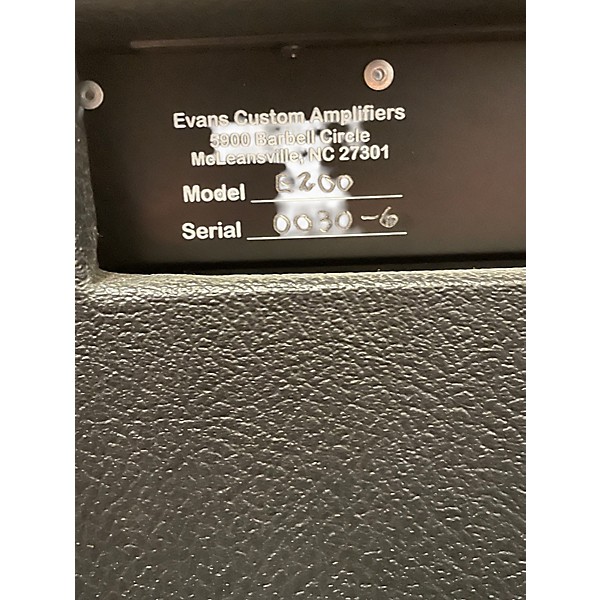 Evans Custom Amplifiers
5900 Barbell Circle
McLeansville, NC 27301
Model E200
Serial 0030-6